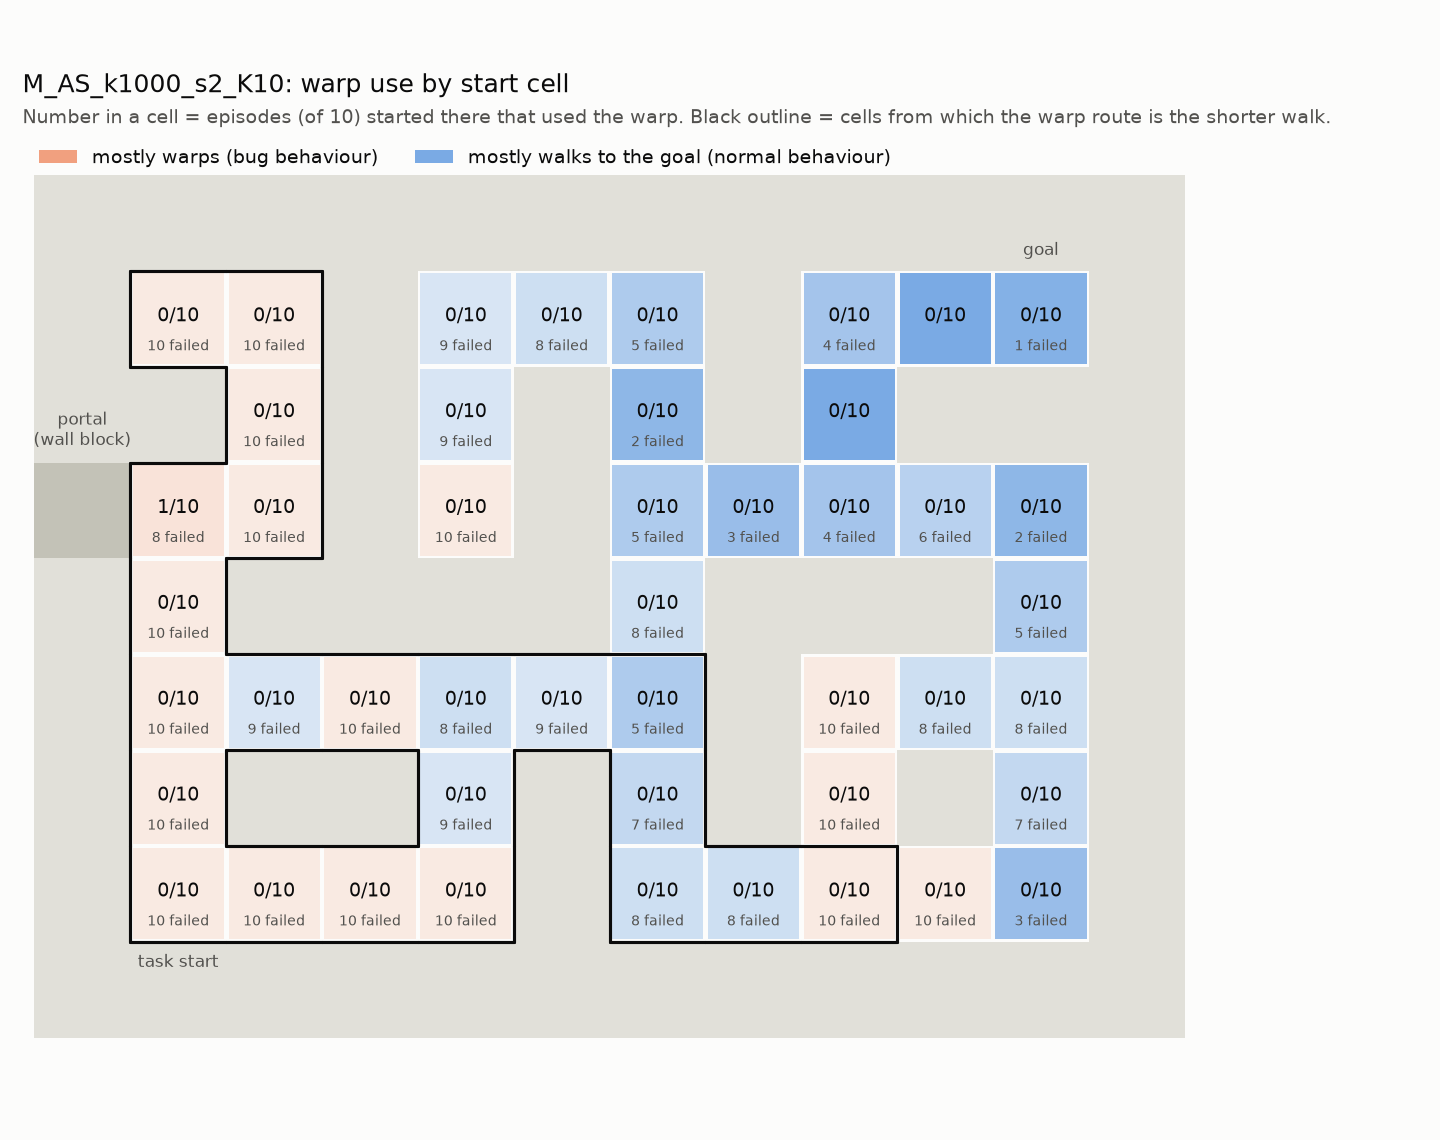 M_AS_k1000_s2_K10: warp use by start cell
Number in a cell = episodes (of 10) started there that used the warp. Black outline = cells from which the warp route is the shorter walk.
mostly warps (bug behaviour) mostly walks to the goal (normal behaviour)
goal
0/10 0/10 0/10 0/10 0/10 0/10 0/10 0/10
10 failed 10 failed 9 failed 8 failed 5 failed 4 failed 1 failed
0/10 0/10 0/10 0/10
portal
(wall block)
10 failed 9 failed 2 failed
1/10 0/10 0/10 0/10 0/10 0/10 0/10 0/10
8 failed 10 failed 10 failed 5 failed 3 failed 4 failed 6 failed 2 failed
0/10 0/10 0/10
10 failed 8 failed 5 failed
0/10 0/10 0/10 0/10 0/10 0/10 0/10 0/10 0/10
10 failed 9 failed 10 failed 8 failed 9 failed 5 failed 10 failed 8 failed 8 failed
0/10 0/10 0/10 0/10 0/10
10 failed 9 failed 7 failed 10 failed 7 failed
0/10 0/10 0/10 0/10 0/10 0/10 0/10 0/10 0/10
10 failed 10 failed 10 failed 10 failed 8 failed 8 failed 10 failed 10 failed 3 failed
task start